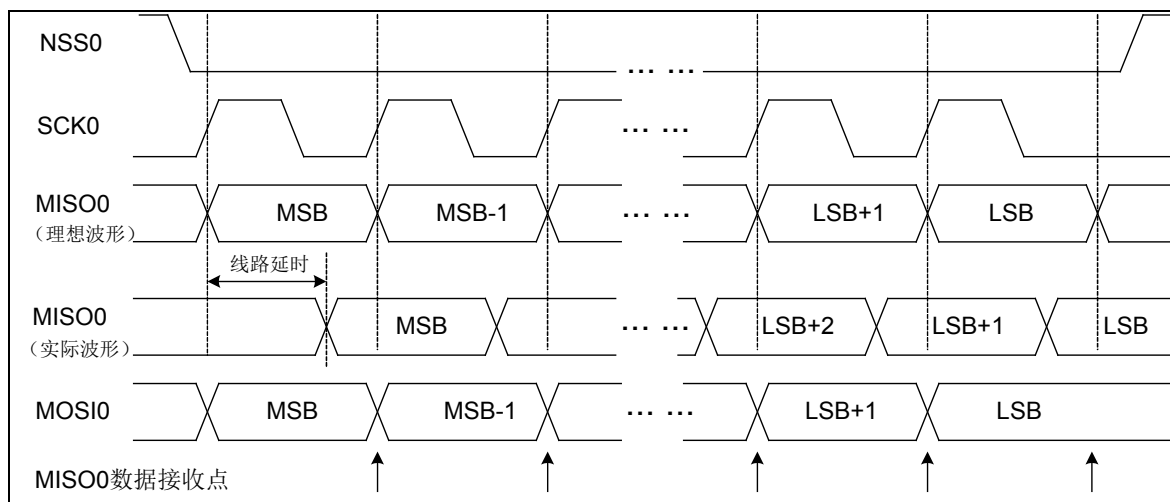 NSS0
... ...
SCK0
... ...
MISO0
（理想波形）
MSB
MSB-1
... ...
LSB+1
LSB
线路延时
MISO0
（实际波形）
MSB
... ...
LSB+2
LSB+1
LSB
MOSI0
MSB
MSB-1
... ...
LSB+1
LSB
MISO0数据接收点